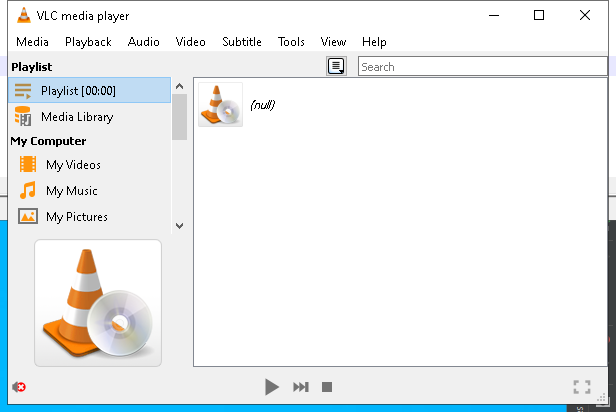 VLC media player
Media Playback Audio Video Subtitle Tools View Help
Playlist
Search
Playlist [00:00]
Media Library
My Computer
My Videos
My Music
My Pictures
(null)